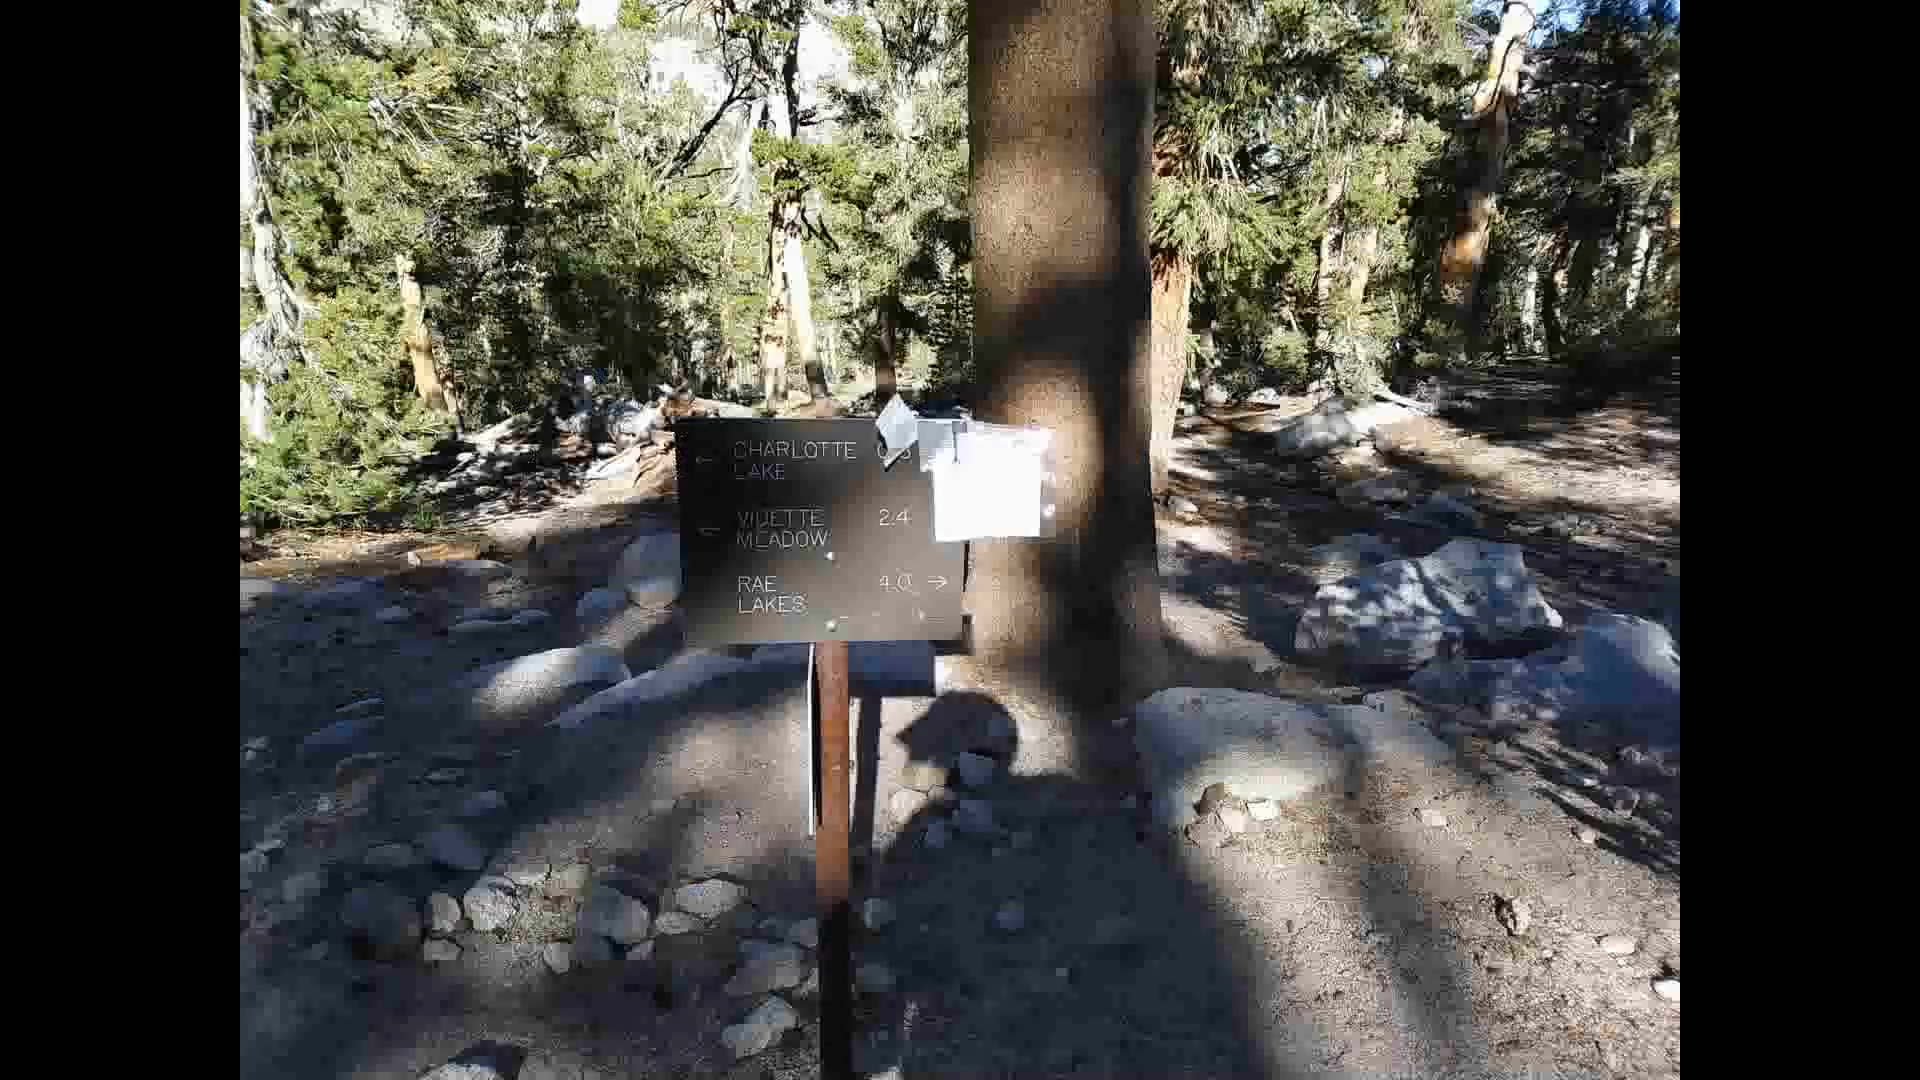 ← CHARLOTTE
LAKE
← VIDETTE 2.4
MEADOW
RAE 4.0 →
LAKES